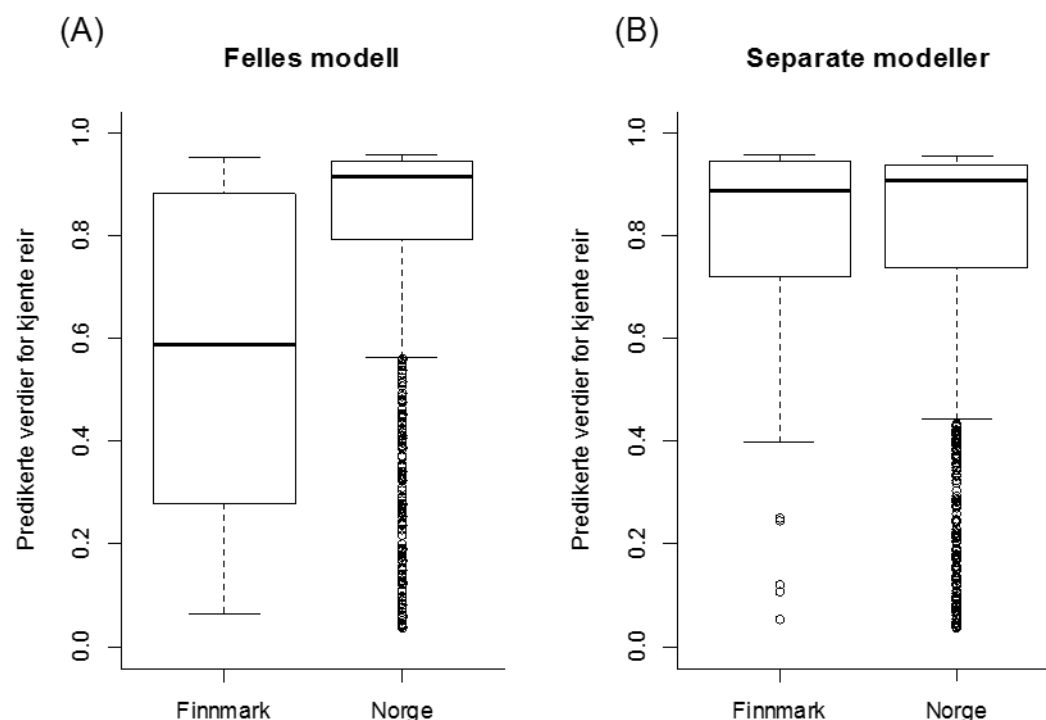 (A)
Felles modell
Predikerte verdier for kjente reir
1.0
0.8
0.6
0.4
0.2
0.0
Finnmark Norge
(B)
Separate modeller
Predikerte verdier for kjente reir
1.0
0.8
0.6
0.4
0.2
0.0
Finnmark Norge